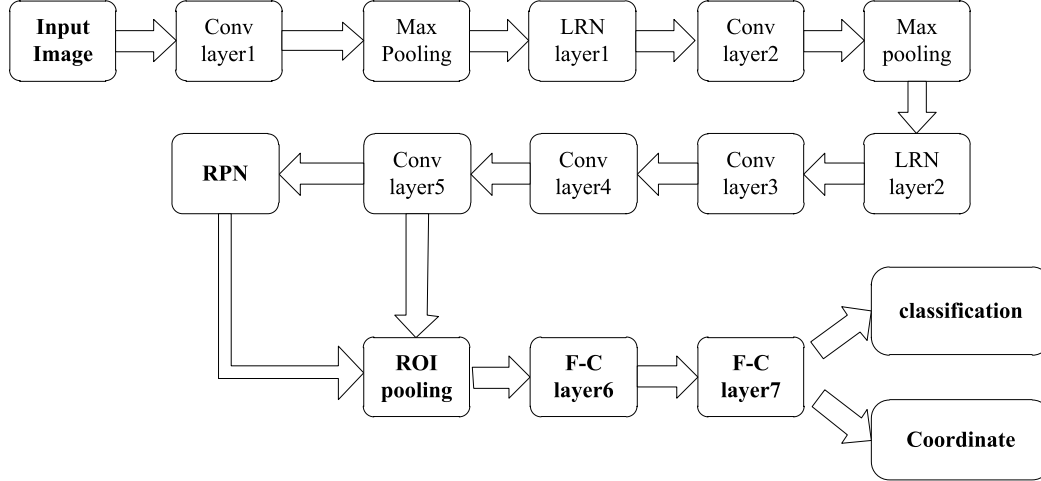 Input
Image
Conv
layer1
Max
Pooling
LRN
layer1
Conv
layer2
Max
pooling
RPN
Conv
layer5
Conv
layer4
Conv
layer3
LRN
layer2
classification
ROI
pooling
F-C
layer6
F-C
layer7
Coordinate